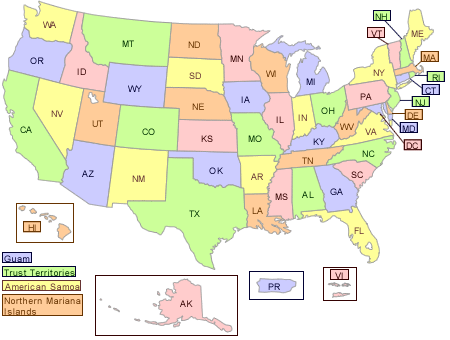 NH
WA
ME
VT
MT
ND
MN
OR
ID
WI
MA
SD
NY
WY
MI
RI
CT
IA
PA
NJ
NE
NV
OH
DE
UT
IL
IN
MD
CA
CO
WV
VA
KS
MO
KY
DC
NC
TN
AZ
OK
NM
AR
SC
MS
AL
GA
TX
LA
HI
FL
Guam
Trust Territories
American Samoa
Northern Mariana
Islands
VI
PR
AK